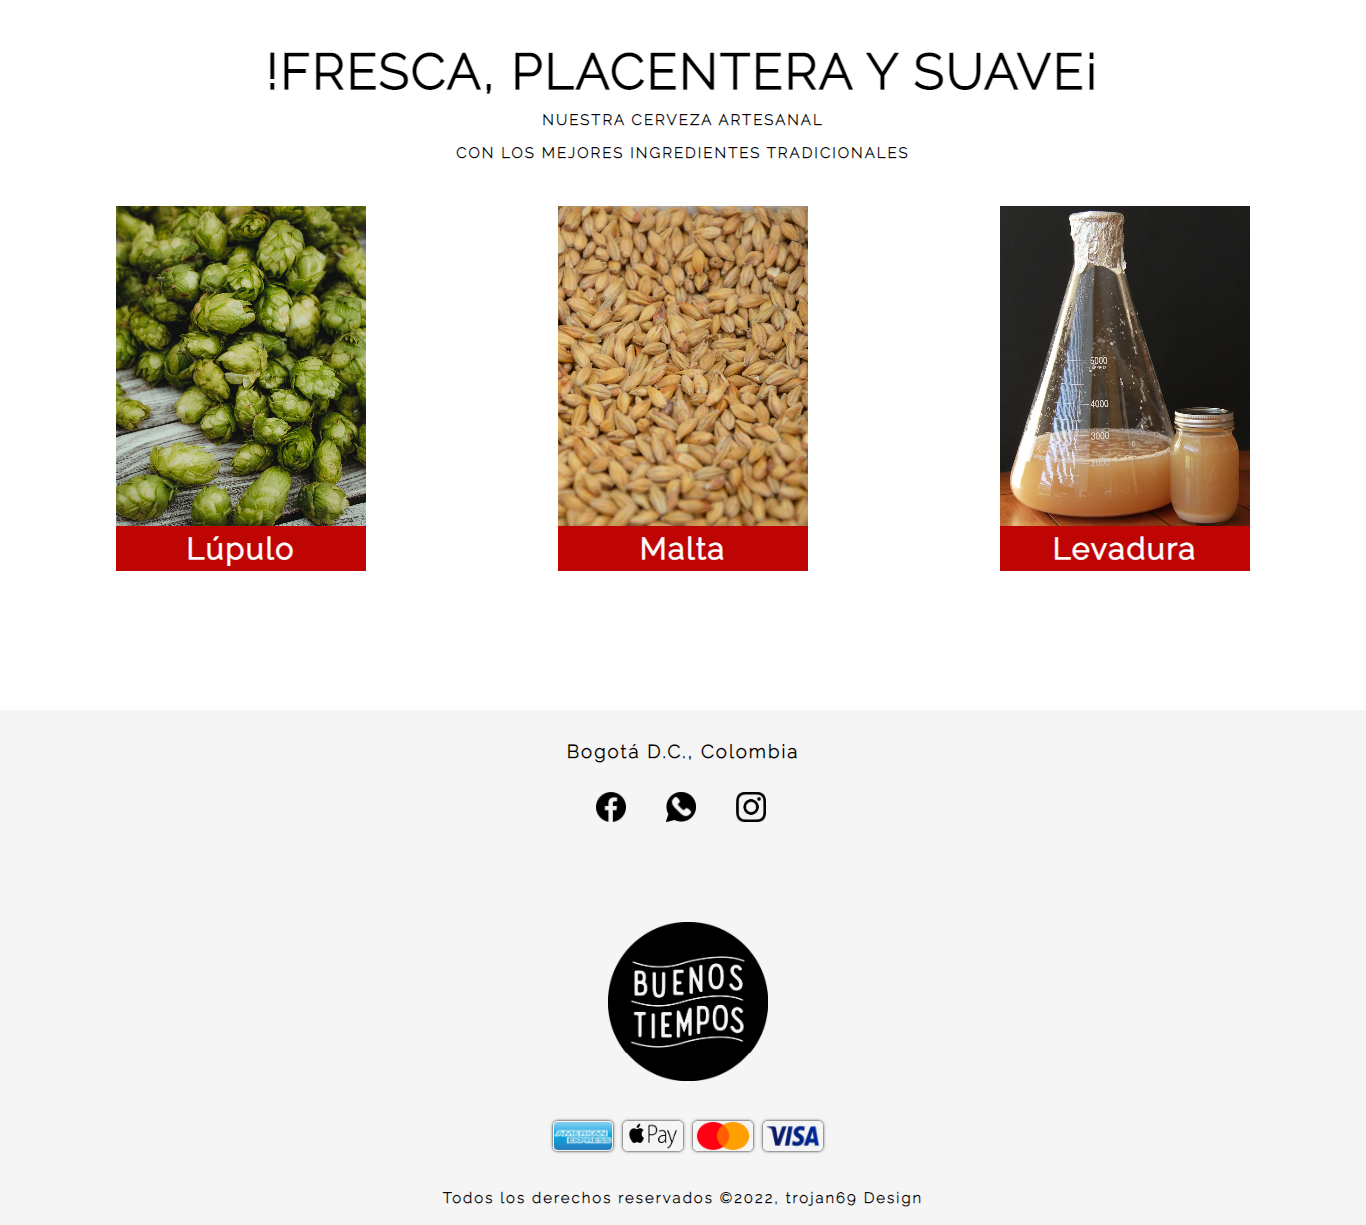 !FRESCA, PLACENTERA Y SUAVE¡
NUESTRA CERVEZA ARTESANAL
CON LOS MEJORES INGREDIENTES TRADICIONALES
5000
4000
3000
2000
Lúpulo
Malta
Levadura
Bogotá D.C., Colombia
BUENOS
TIEMPOS
AMERICAN EXPRESS
Pay
VISA
Todos los derechos reservados ©2022, trojan69 Design